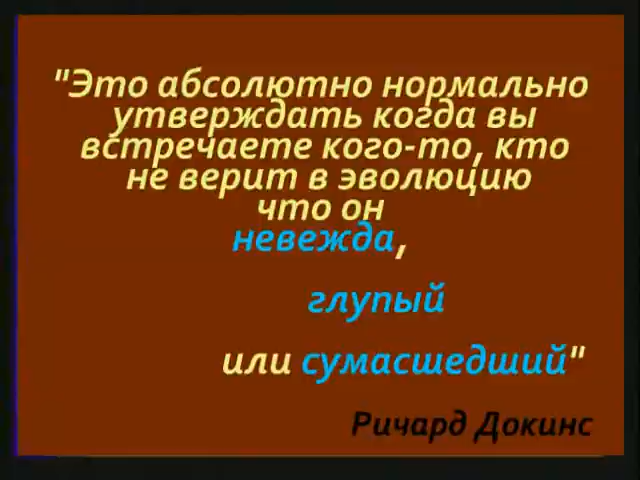 "Это абсолютно нормально
утверждать когда вы
встречаете кого-то, кто
не верит в эволюцию
что он
невежда,
глупый
или сумасшедший"
Ричард Докинс